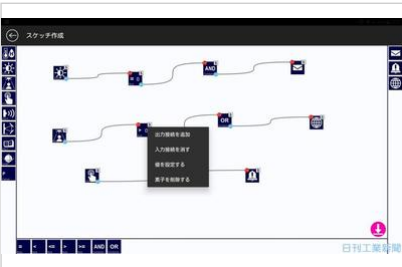 スケッチ作成
AND
= 0
OR
出力接続を追加
入力接続を消す
値を設定する
素子を削除する
= < <= > >= AND OR
日刊工業新聞